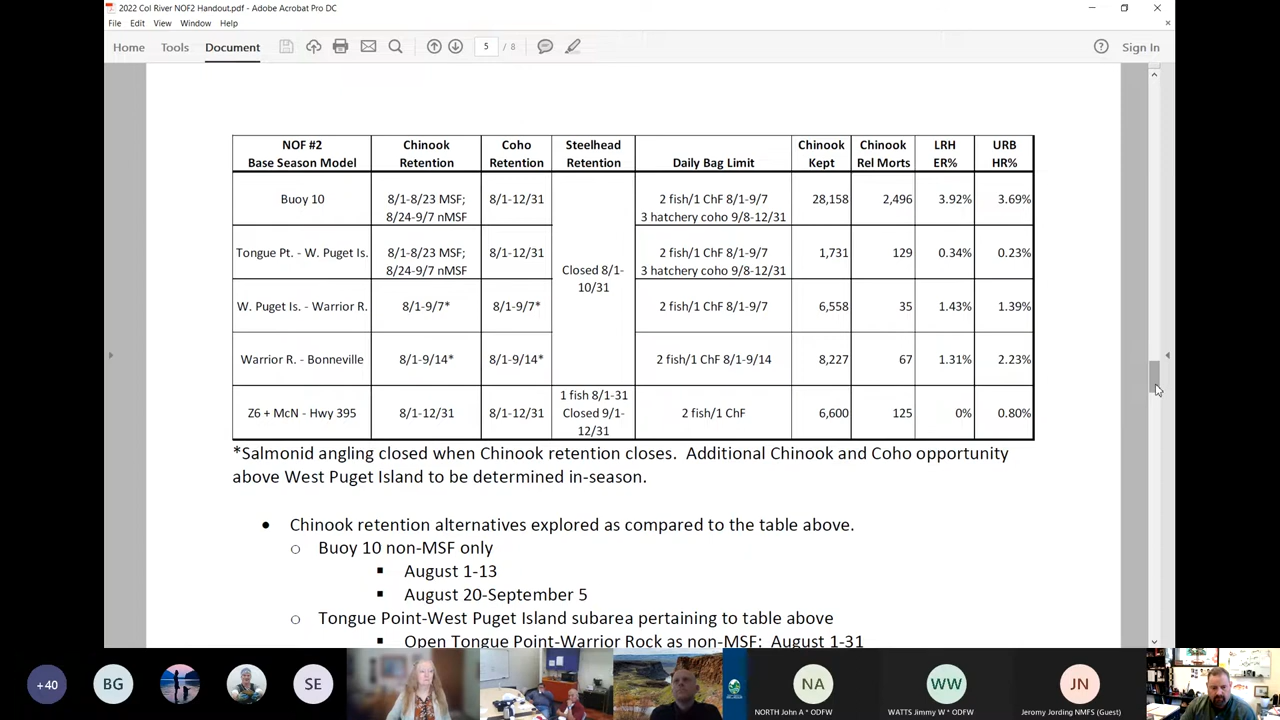 2022 Col River NOF2 Handout.pdf - Adobe Acrobat Pro DC
File Edit View Window Help
Home Tools Document 5 / 8 Sign In
NOF #2 Base Season Model Chinook Retention Coho Retention Steelhead Retention Daily Bag Limit Chinook Kept Chinook Rel Morts LRH ER% URB HR%
Buoy 10 8/1-8/23 MSF; 8/24-9/7 nMSF 8/1-12/31 2 fish/1 ChF 8/1-9/7 3 hatchery coho 9/8-12/31 28,158 2,496 3.92% 3.69%
Tongue Pt. - W. Puget Is. 8/1-8/23 MSF; 8/24-9/7 nMSF 8/1-12/31 Closed 8/1-10/31 2 fish/1 ChF 8/1-9/7 3 hatchery coho 9/8-12/31 1,731 129 0.34% 0.23%
W. Puget Is. - Warrior R. 8/1-9/7* 8/1-9/7* 2 fish/1 ChF 8/1-9/7 6,558 35 1.43% 1.39%
Warrior R. - Bonneville 8/1-9/14* 8/1-9/14* 2 fish/1 ChF 8/1-9/14 8,227 67 1.31% 2.23%
Z6 + McN - Hwy 395 8/1-12/31 8/1-12/31 1 fish 8/1-31 Closed 9/1-12/31 2 fish/1 ChF 6,600 125 0% 0.80%
*Salmonid angling closed when Chinook retention closes. Additional Chinook and Coho opportunity
above West Puget Island to be determined in-season.
• Chinook retention alternatives explored as compared to the table above.
○ Buoy 10 non-MSF only
▪ August 1-13
▪ August 20-September 5
○ Tongue Point-West Puget Island subarea pertaining to table above
▪ Open Tongue Point-Warrior Rock as non-MSF: August 1-31
+40 BG SE NA WW JN
NORTH John A * ODFW WATTS Jimmy W * ODFW Jeromy Jording NMFS (Guest)